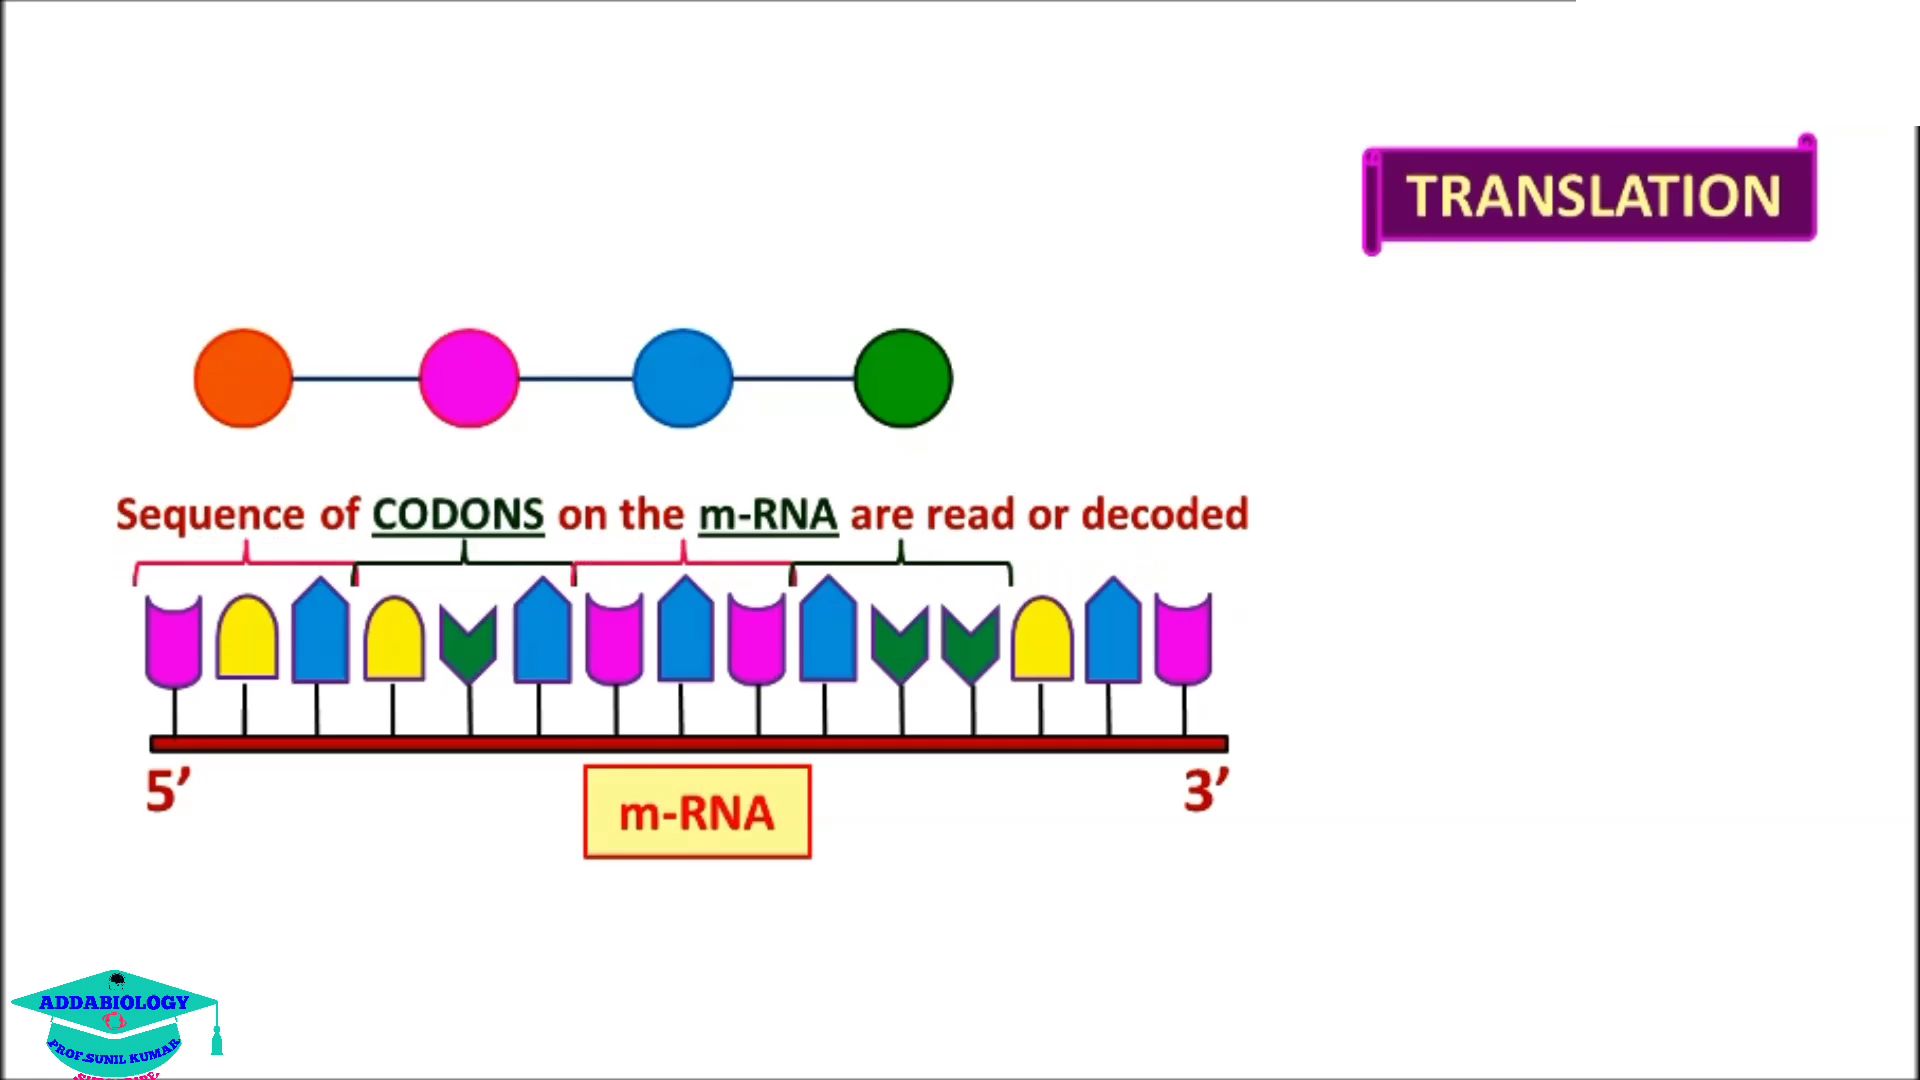 TRANSLATION
Sequence of CODONS on the m-RNA are read or decoded
5’
3’
m-RNA
ADDABIOLOGY
PROF.SUNIL KUMAR